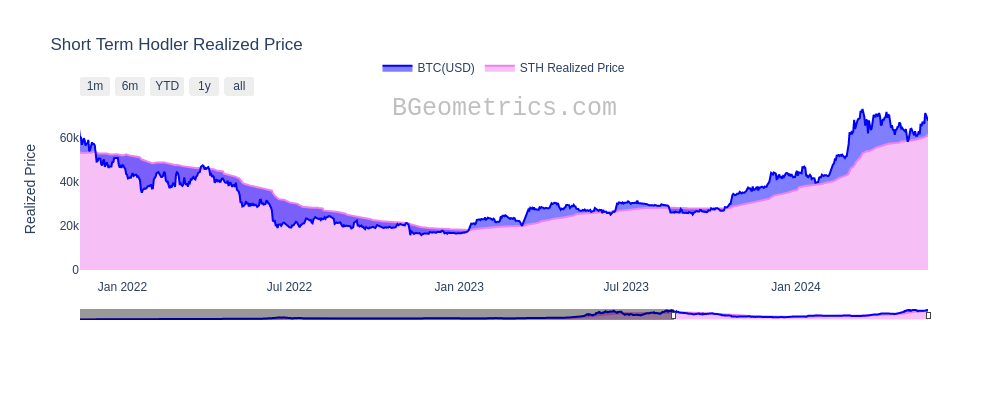 Short Term Hodler Realized Price
BTC(USD) STH Realized Price
1m 6m YTD 1y all
BGeometrics.com
Realized Price
60k
40k
20k
0
Jan 2022 Jul 2022 Jan 2023 Jul 2023 Jan 2024